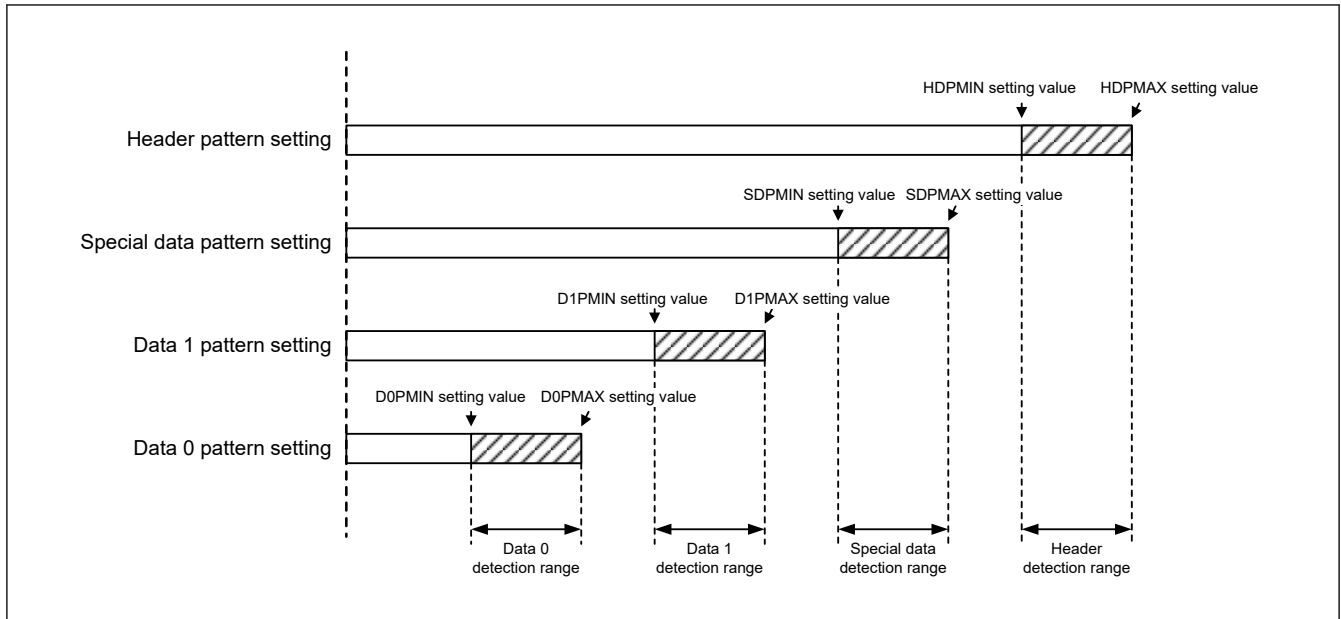 HDPMIN setting value HDPMAX setting value
Header pattern setting
SDPMIN setting value SDPMAX setting value
Special data pattern setting
D1PMIN setting value D1PMAX setting value
Data 1 pattern setting
D0PMIN setting value D0PMAX setting value
Data 0 pattern setting
Data 0
detection range
Data 1
detection range
Special data
detection range
Header
detection range